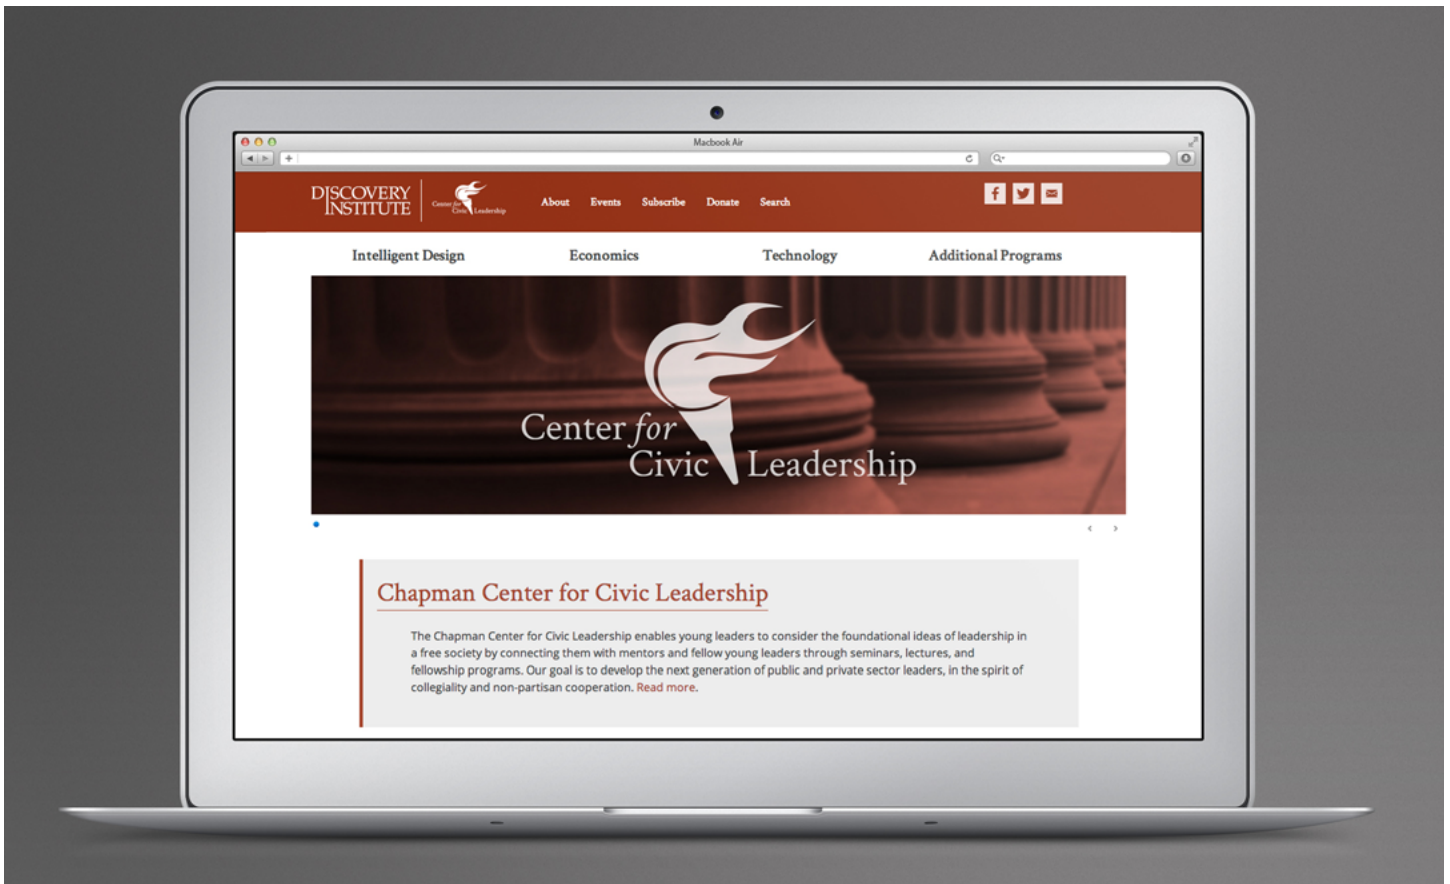 Macbook Air
DISCOVERY
INSTITUTE
Center for
Civic Leadership
About Events Subscribe Donate Search
Intelligent Design Economics Technology Additional Programs
Center for
Civic Leadership
Chapman Center for Civic Leadership
The Chapman Center for Civic Leadership enables young leaders to consider the foundational ideas of leadership in
a free society by connecting them with mentors and fellow young leaders through seminars, lectures, and
fellowship programs. Our goal is to develop the next generation of public and private sector leaders, in the spirit of
collegiality and non-partisan cooperation. Read more.